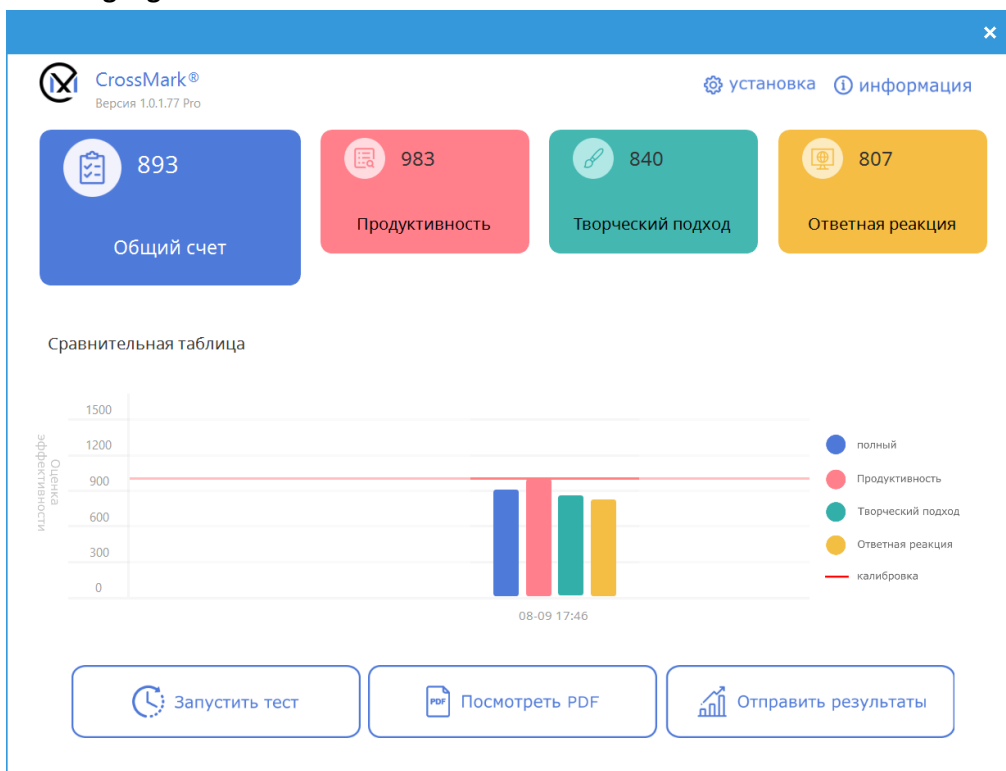 CrossMark®
Версия 1.0.1.77 Pro
установка
информация
893
Общий счет
983
Продуктивность
840
Творческий подход
807
Ответная реакция
Сравнительная таблица
Оценка
эффективности
1500
1200
900
600
300
0
08-09 17:46
полный
Продуктивность
Творческий подход
Ответная реакция
калибровка
Запустить тест
PDF
Посмотреть PDF
Отправить результаты